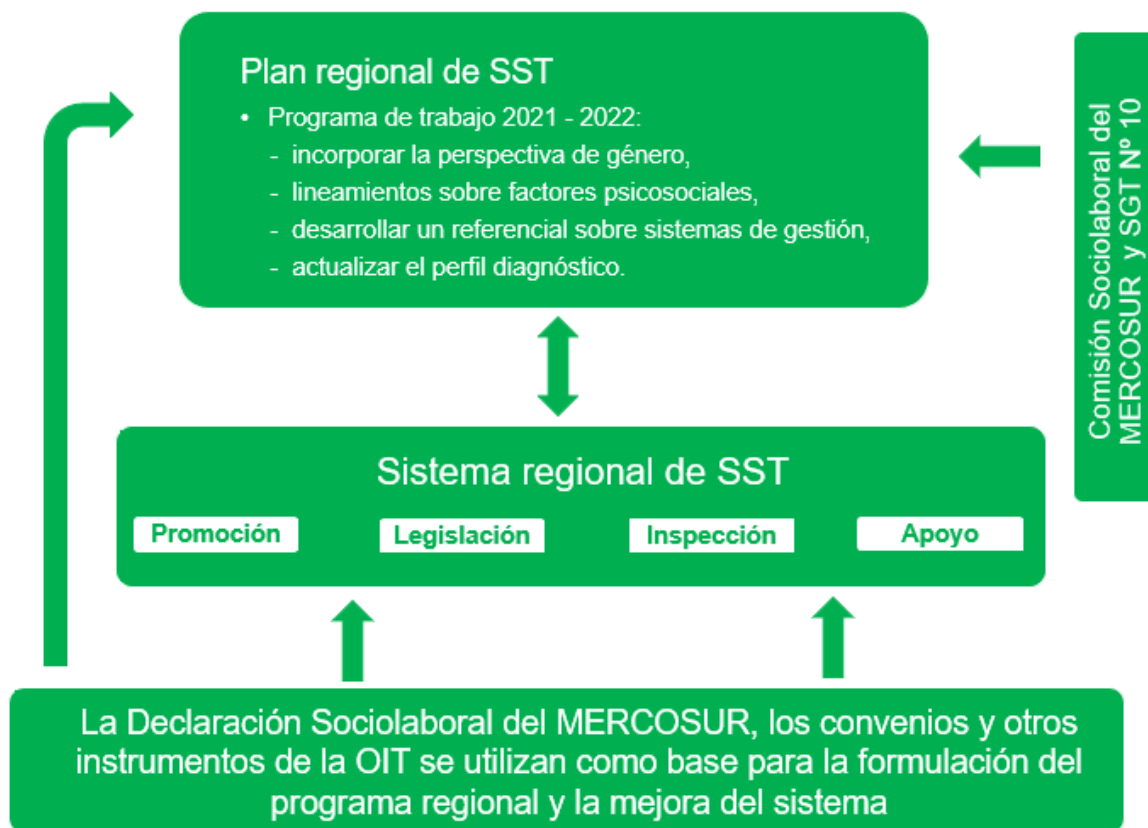 Plan regional de SST
• Programa de trabajo 2021 - 2022:
- incorporar la perspectiva de género,
- lineamientos sobre factores psicosociales,
- desarrollar un referencial sobre sistemas de gestión,
- actualizar el perfil diagnóstico.
Comisión Sociolaboral del
MERCOSUR y SGT Nº 10
Sistema regional de SST
Promoción
Legislación
Inspección
Apoyo
La Declaración Sociolaboral del MERCOSUR, los convenios y otros
instrumentos de la OIT se utilizan como base para la formulación del
programa regional y la mejora del sistema